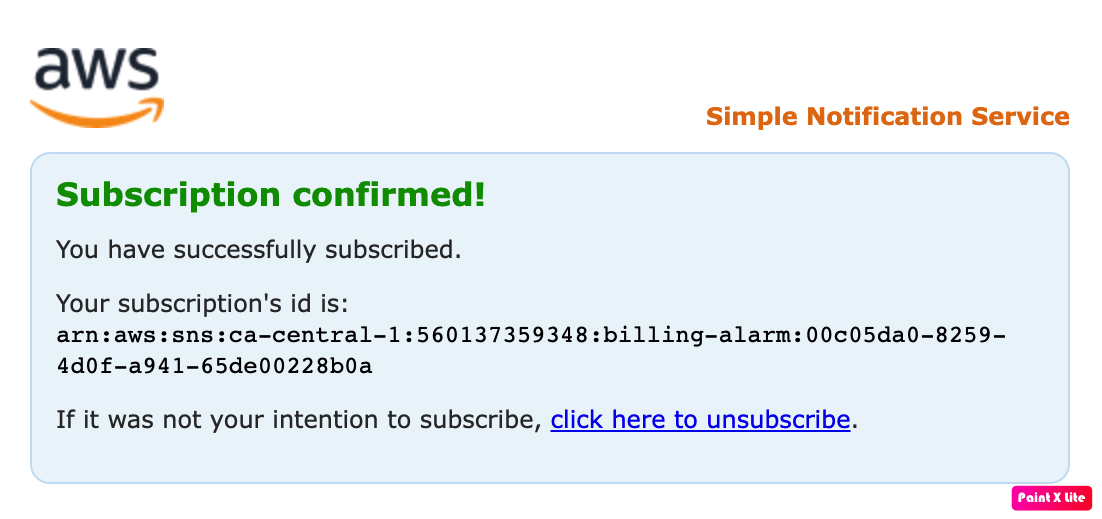 aws
Simple Notification Service
Subscription confirmed!
You have successfully subscribed.
Your subscription's id is:
arn:aws:sns:ca-central-1:560137359348:billing-alarm:00c05da0-8259-
4d0f-a941-65de00228b0a
If it was not your intention to subscribe, click here to unsubscribe.
Paint X Lite